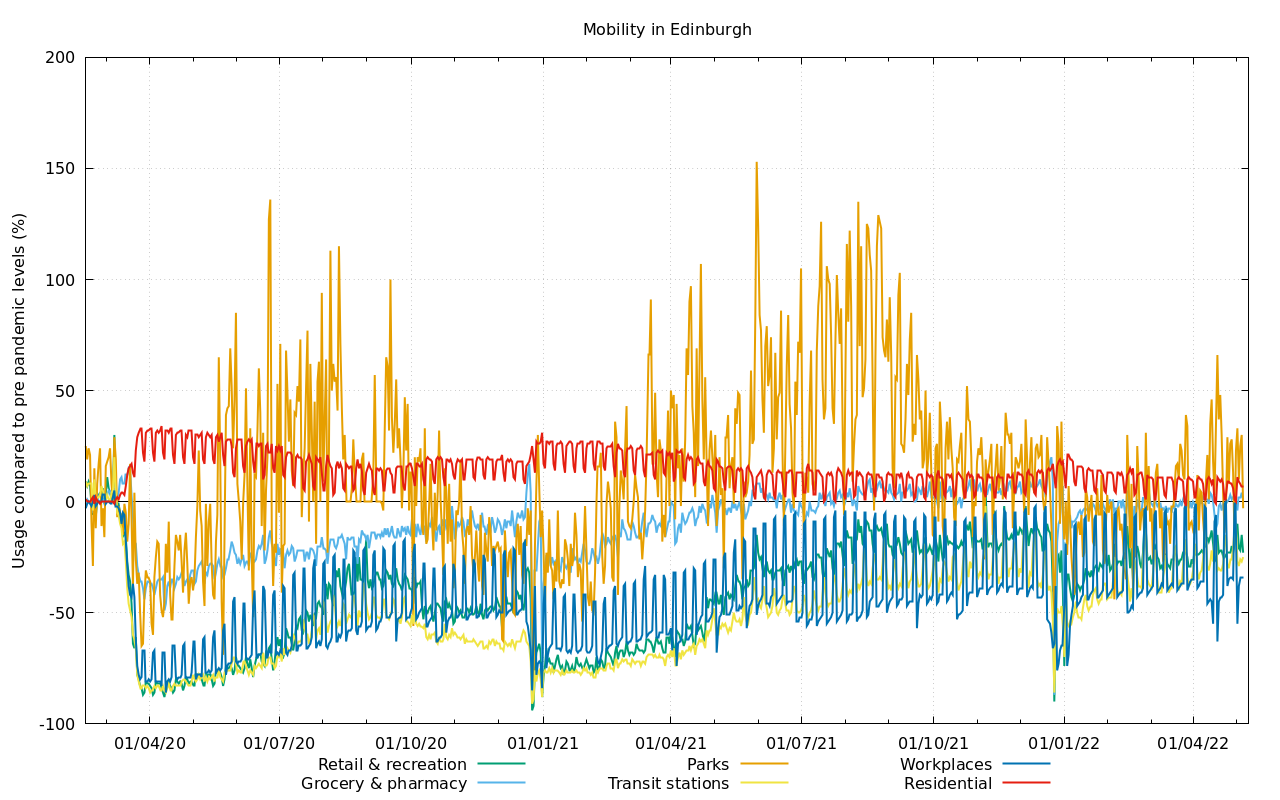 Mobility in Edinburgh
Usage compared to pre pandemic levels (%)
200
150
100
50
0
-50
-100
01/04/20 01/07/20 01/10/20 01/01/21 01/04/21 01/07/21 01/10/21 01/01/22 01/04/22
Retail & recreation Parks Workplaces
Grocery & pharmacy Transit stations Residential